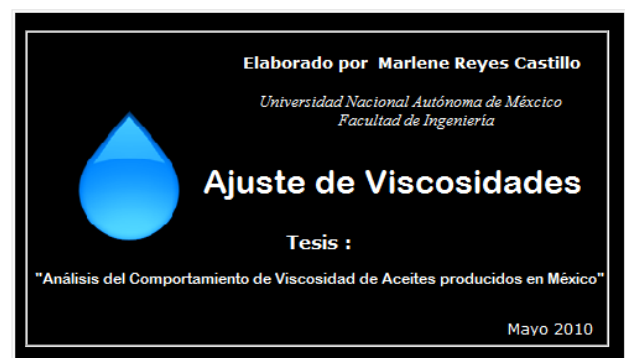 Elaborado por Marlene Reyes Castillo
Universidad Nacional Autónoma de Méxcico
Facultad de Ingeniería
Ajuste de Viscosidades
Tesis :
"Análisis del Comportamiento de Viscosidad de Aceites producidos en México"
Mayo 2010